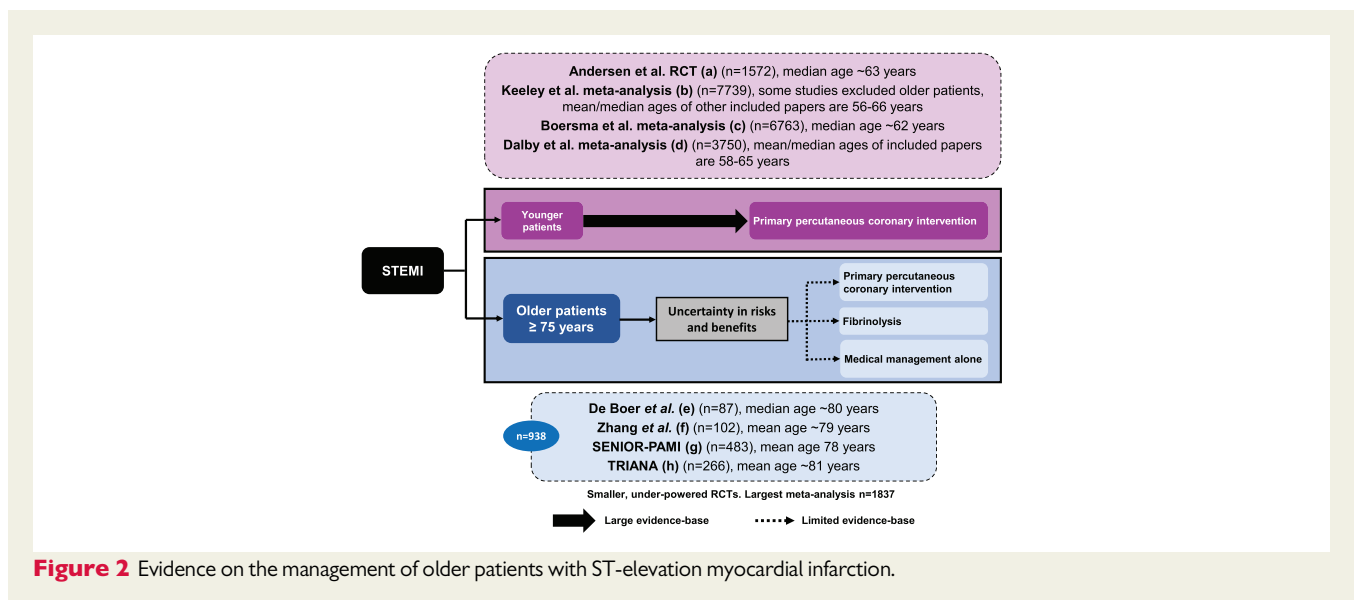 Andersen et al. RCT (a) (n=1572), median age ~63 years
Keeley et al. meta-analysis (b) (n=7739), some studies excluded older patients,
mean/median ages of other included papers are 56-66 years
Boersma et al. meta-analysis (c) (n=6763), median age ~62 years
Dalby et al. meta-analysis (d) (n=3750), mean/median ages of included papers
are 58-65 years
Younger
patients
Primary percutaneous coronary intervention
STEMI
Older patients
≥ 75 years
Uncertainty in risks
and benefits
Primary percutaneous
coronary intervention
Fibrinolysis
Medical management alone
De Boer et al. (e) (n=87), median age ~80 years
Zhang et al. (f) (n=102), mean age ~79 years
SENIOR-PAMI (g) (n=483), mean age 78 years
TRIANA (h) (n=266), mean age ~81 years
n=938
Smaller, under-powered RCTs. Largest meta-analysis n=1837
Large evidence-base
Limited evidence-base
Figure 2 Evidence on the management of older patients with ST-elevation myocardial infarction.